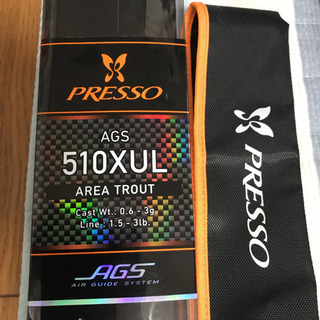 PRESSO
AGS
510XUL
AREA TROUT
Cast Wt : 0.6 - 3g
Line : 1.5 - 3lb.
AGS
AIR GUIDE SYSTEM
PRESSO